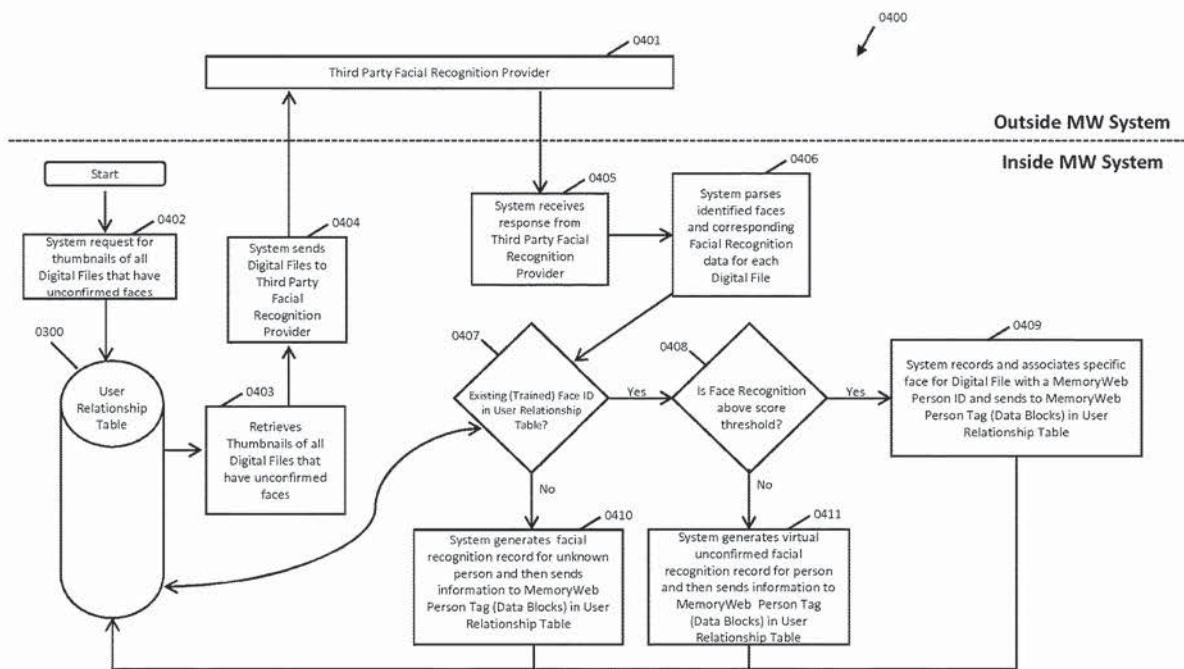 0400
0401
Third Party Facial Recognition Provider
Outside MW System
Inside MW System
Start
0402
System request for
thumbnails of all
Digital Files that have
unconfirmed faces
0404
System sends
Digital Files to
Third Party
Facial
Recognition
Provider
0405
System receives
response from
Third Party Facial
Recognition
Provider
0406
System parses
identified faces
and corresponding
Facial Recognition
data for each
Digital File
0300
User
Relationship
Table
0403
Retrieves
Thumbnails of all
Digital Files that
have unconfirmed
faces
0407
Existing (Trained) Face ID
in User Relationship
Table?
Yes
No
0408
Is Face Recognition
above score
threshold?
Yes
No
0409
System records and associates specific
face for Digital File with a MemoryWeb
Person ID and sends to MemoryWeb
Person Tag (Data Blocks) in User
Relationship Table
0410
System generates facial
recognition record for unknown
person and then sends
information to MemoryWeb
Person Tag (Data Blocks) in User
Relationship Table
0411
System generates virtual
unconfirmed facial
recognition record for person
and then sends information to
MemoryWeb Person Tag
(Data Blocks) in User
Relationship Table